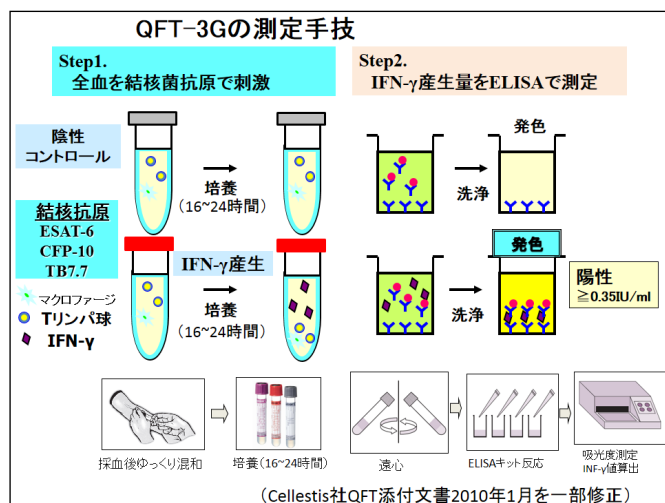 QFT-3Gの測定手技
Step1.
全血を結核菌抗原で刺激
Step2.
IFN-γ産生量をELISAで測定
陰性
コントロール
培養
(16~24時間)
発色
洗浄
結核抗原
ESAT-6
CFP-10
TB7.7
マクロファージ
Tリンパ球
IFN-γ
IFN-γ産生
培養
(16~24時間)
発色
洗浄
陽性
≧0.35IU/ml
採血後ゆっくり混和
培養(16~24時間)
遠心
ELISAキット反応
吸光度測定
INF-γ値算出
(Cellestis社QFT添付文書2010年1月を一部修正)